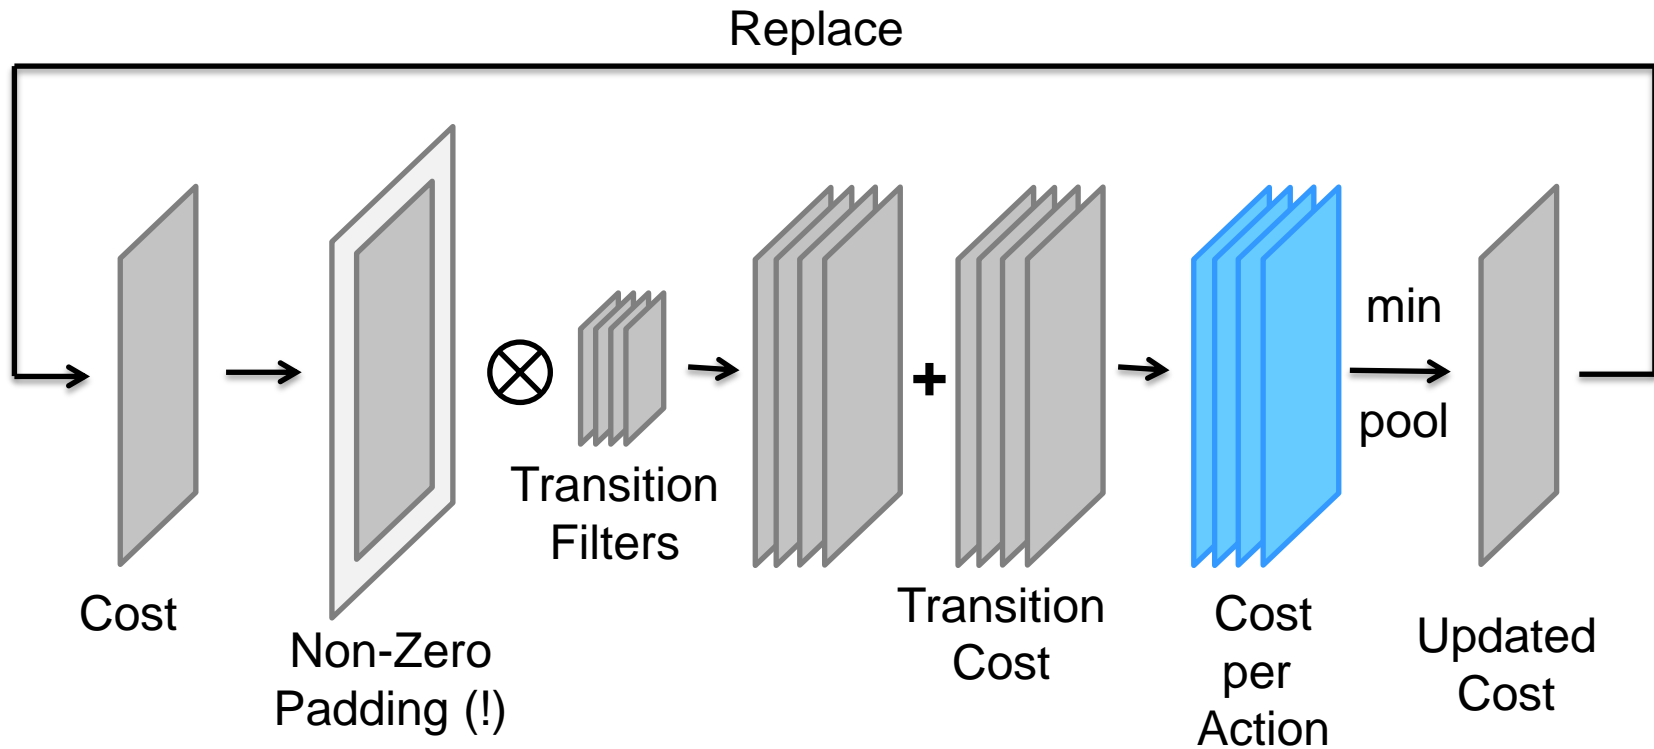 Replace
Cost
Non-Zero
Padding (!)
Transition
Filters
+
Transition
Cost
Cost
per
Action
min
pool
Updated
Cost